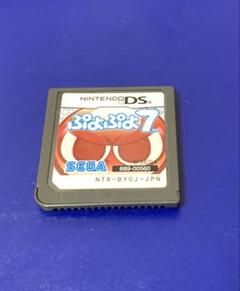 NINTENDO DS
ぷよぷよ7
SEGA
689-00560
NTR-BYOJ-JPN